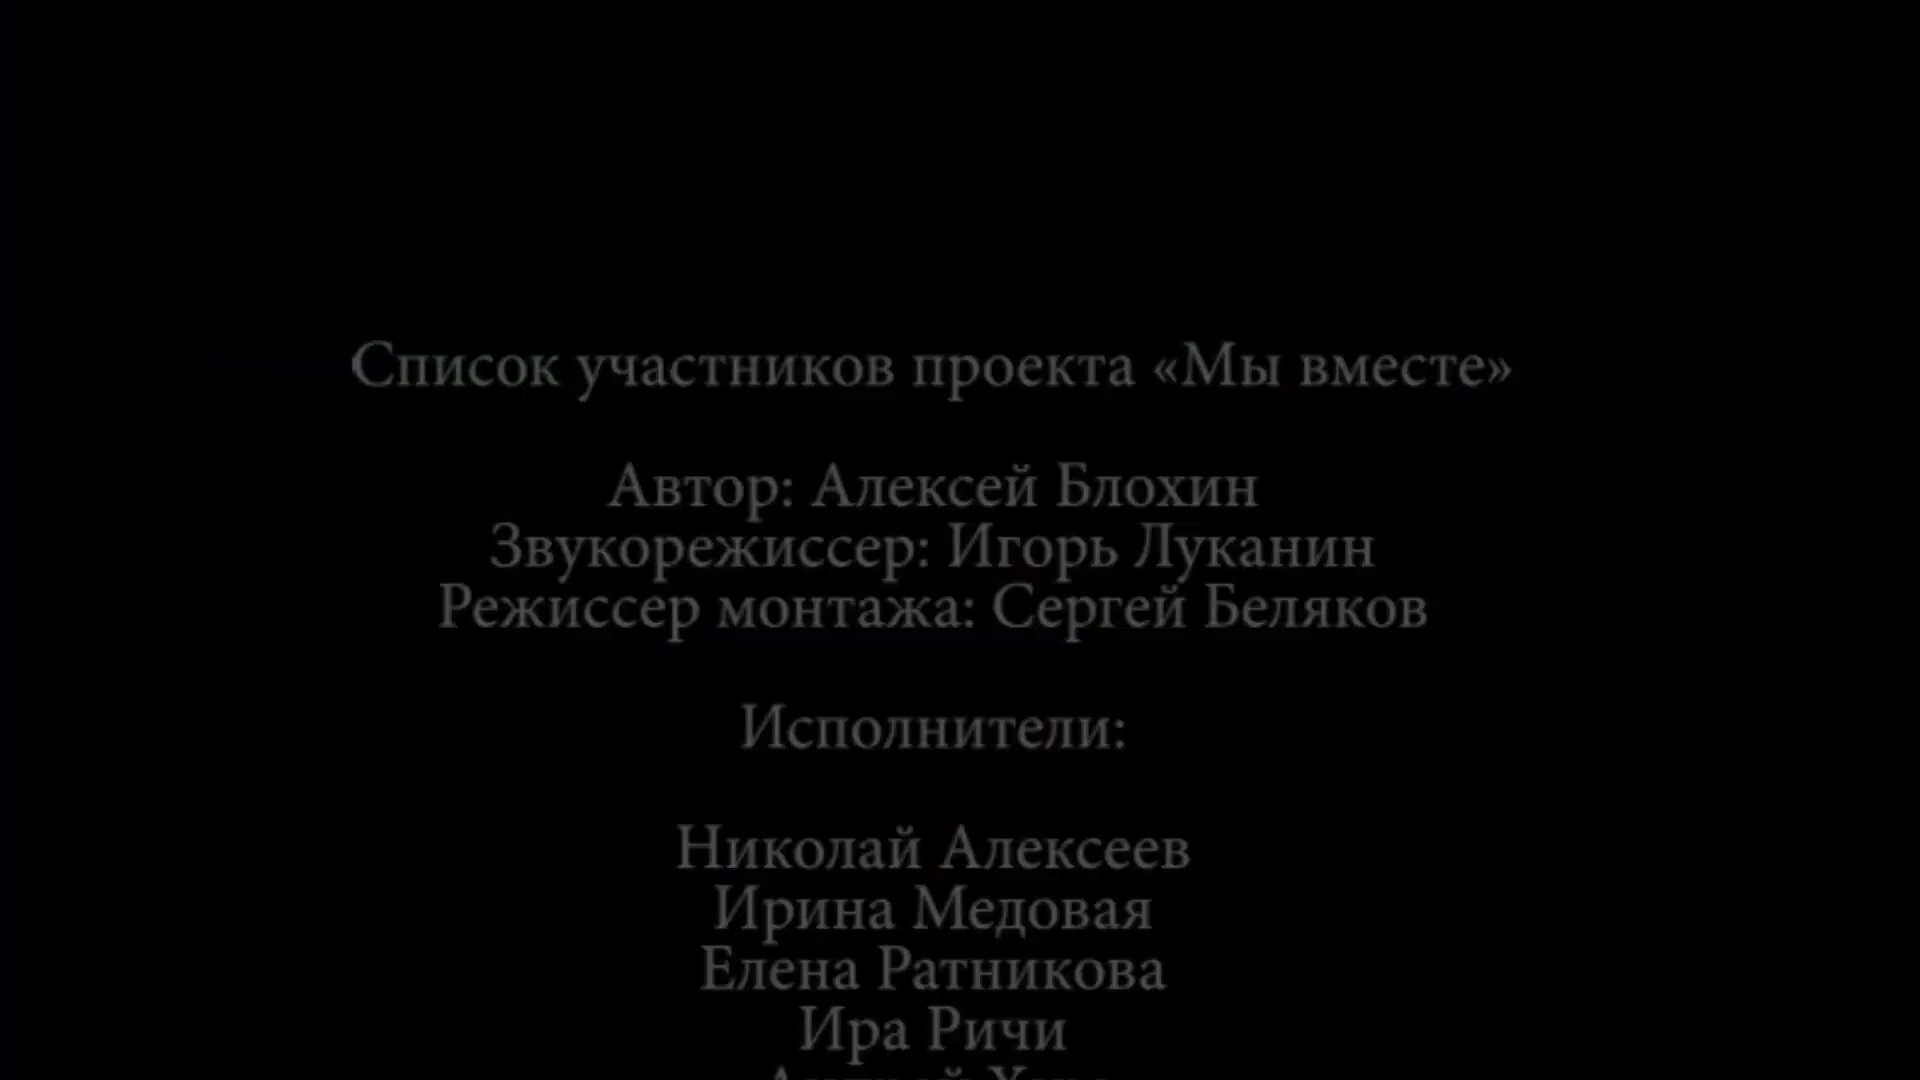 Список участников проекта «Мы вместе»
Автор: Алексей Блохин
Звукорежиссер: Игорь Луканин
Режиссер монтажа: Сергей Беляков
Исполнители:
Николай Алексеев
Ирина Медовая
Елена Ратникова
Ира Ричи